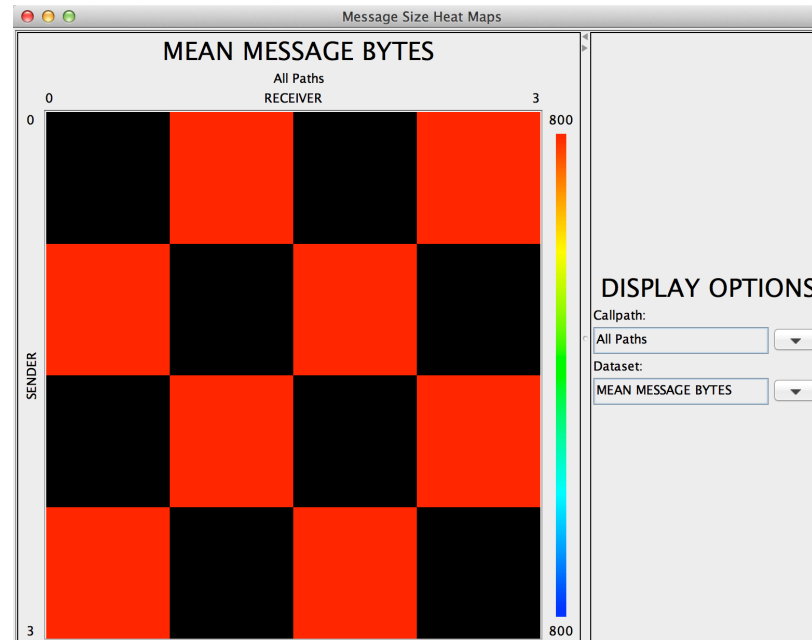 Message Size Heat Maps
MEAN MESSAGE BYTES
All Paths
0 RECEIVER 3
0
800
SENDER
3
800
DISPLAY OPTIONS
Callpath:
All Paths
Dataset:
MEAN MESSAGE BYTES